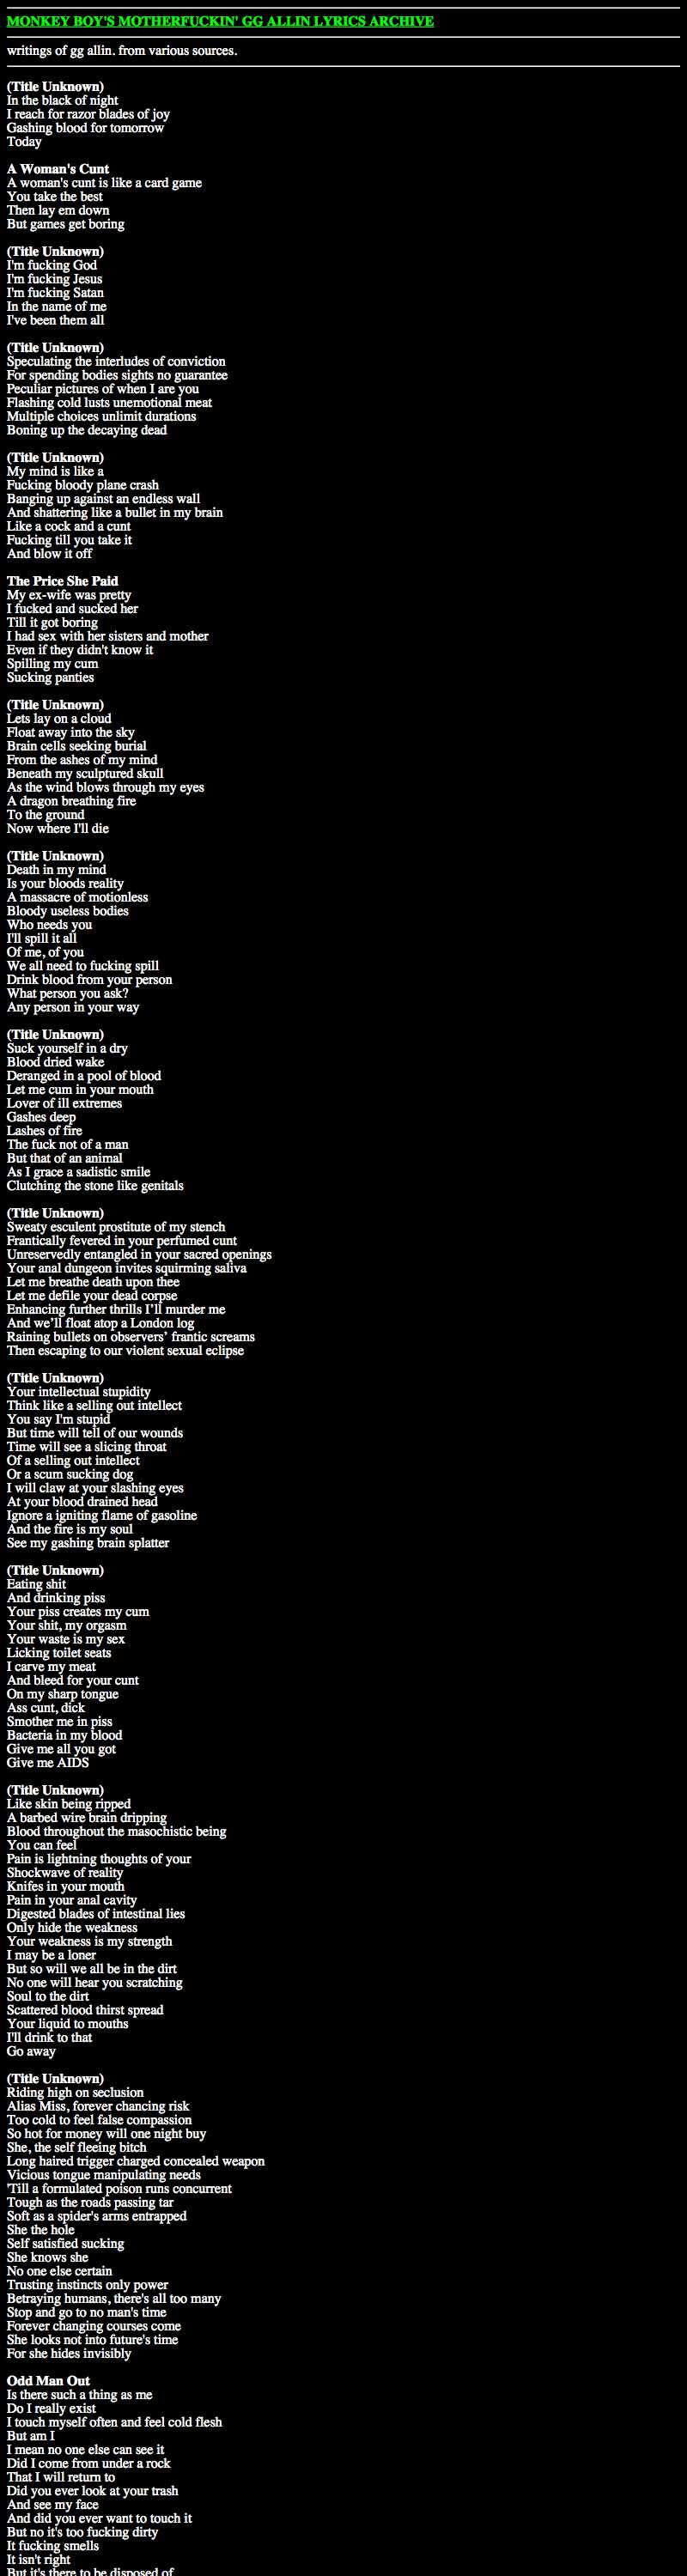 MONKEY BOY'S MOTHERFUCKIN' GG ALLIN LYRICS ARCHIVE
writings of gg allin. from various sources.
(Title Unknown)
In the black of night
I reach for razor blades of joy
Gashing blood for tomorrow
Today
A Woman's Cunt
A woman's cunt is like a card game
You take the best
Then lay em down
But games get boring
(Title Unknown)
I'm fucking God
I'm fucking Jesus
I'm fucking Satan
In the name of me
I've been them all
(Title Unknown)
Speculating the interludes of conviction
For spending bodies sights no guarantee
Peculiar pictures of when I are you
Flashing cold lusts unemotional meat
Multiple choices unlimit durations
Boning up the decaying dead
(Title Unknown)
My mind is like a
Fucking bloody plane crash
Banging up against an endless wall
And shattering like a bullet in my brain
Like a cock and a cunt
Fucking till you take it
And blow it off
The Price She Paid
My ex-wife was pretty
I fucked and sucked her
Till it got boring
I had sex with her sisters and mother
Even if they didn't know it
Spilling my cum
Sucking panties
(Title Unknown)
Lets lay on a cloud
Float away into the sky
Brain cells seeking burial
From the ashes of my mind
Beneath my sculptured skull
As the wind blows through my eyes
A dragon breathing fire
To the ground
Now where I'll die
(Title Unknown)
Death in my mind
Is your bloods reality
A massacre of motionless
Bloody useless bodies
Who needs you
I'll spill it all
Of me, of you
We all need to fucking spill
Drink blood from your person
What person you ask?
Any person in your way
(Title Unknown)
Suck yourself in a dry
Blood dried wake
Deranged in a pool of blood
Let me cum in your mouth
Lover of ill extremes
Gashes deep
Lashes of fire
The fuck not of a man
But that of an animal
As I grace a sadistic smile
Clutching the stone like genitals
(Title Unknown)
Sweaty esculent prostitute of my stench
Frantically fevered in your perfumed cunt
Unreservedly entangled in your sacred openings
Your anal dungeon invites squirming saliva
Let me breathe death upon thee
Let me defile your dead corpse
Enhancing further thrills I’ll murder me
And we’ll float atop a London log
Raining bullets on observers’ frantic screams
Then escaping to our violent sexual eclipse
(Title Unknown)
Your intellectual stupidity
Think like a selling out intellect
You say I'm stupid
But time will tell of our wounds
Time will see a slicing throat
Of a selling out intellect
Or a scum sucking dog
I will claw at your slashing eyes
At your blood drained head
Ignore a igniting flame of gasoline
And the fire is my soul
See my gashing brain splatter
(Title Unknown)
Eating shit
And drinking piss
Your piss creates my cum
Your shit, my orgasm
Your waste is my sex
Licking toilet seats
I carve my meat
And bleed for your cunt
On my sharp tongue
Ass cunt, dick
Smother me in piss
Bacteria in my blood
Give me all you got
Give me AIDS
(Title Unknown)
Like skin being ripped
A barbed wire brain dripping
Blood throughout the masochistic being
You can feel
Pain is lightning thoughts of your
Shockwave of reality
Knifes in your mouth
Pain in your anal cavity
Digested blades of intestinal lies
Only hide the weakness
Your weakness is my strength
I may be a loner
But so will we all be in the dirt
No one will hear you scratching
Soul to the dirt
Scattered blood thirst spread
Your liquid to mouths
I'll drink to that
Go away
(Title Unknown)
Riding high on seclusion
Alias Miss, forever chancing risk
Too cold to feel false compassion
So hot for money will one night buy
She, the self fleeing bitch
Long haired trigger charged concealed weapon
Vicious tongue manipulating needs
'Till a formulated poison runs concurrent
Tough as the roads passing tar
Soft as a spider's arms entrapped
She the hole
Self satisfied sucking
She knows she
No one else certain
Trusting instincts only power
Betraying humans, there's all too many
Stop and go to no man's time
Forever changing courses come
She looks not into future's time
For she hides invisibly
Odd Man Out
Is there such a thing as me
Do I really exist
I touch myself often and feel cold flesh
But am I
I mean no one else can see it
Did I come from under a rock
That I will return to
Did you ever look at your trash
And see my face
And did you ever want to touch it
But no it's too fucking dirty
It fucking smells
It isn't right
But it's there to be disposed of